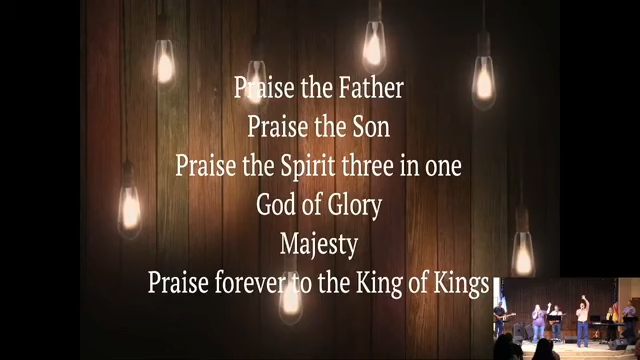 Praise the Father
Praise the Son
Praise the Spirit three in one
God of Glory
Majesty
Praise forever to the King of Kings